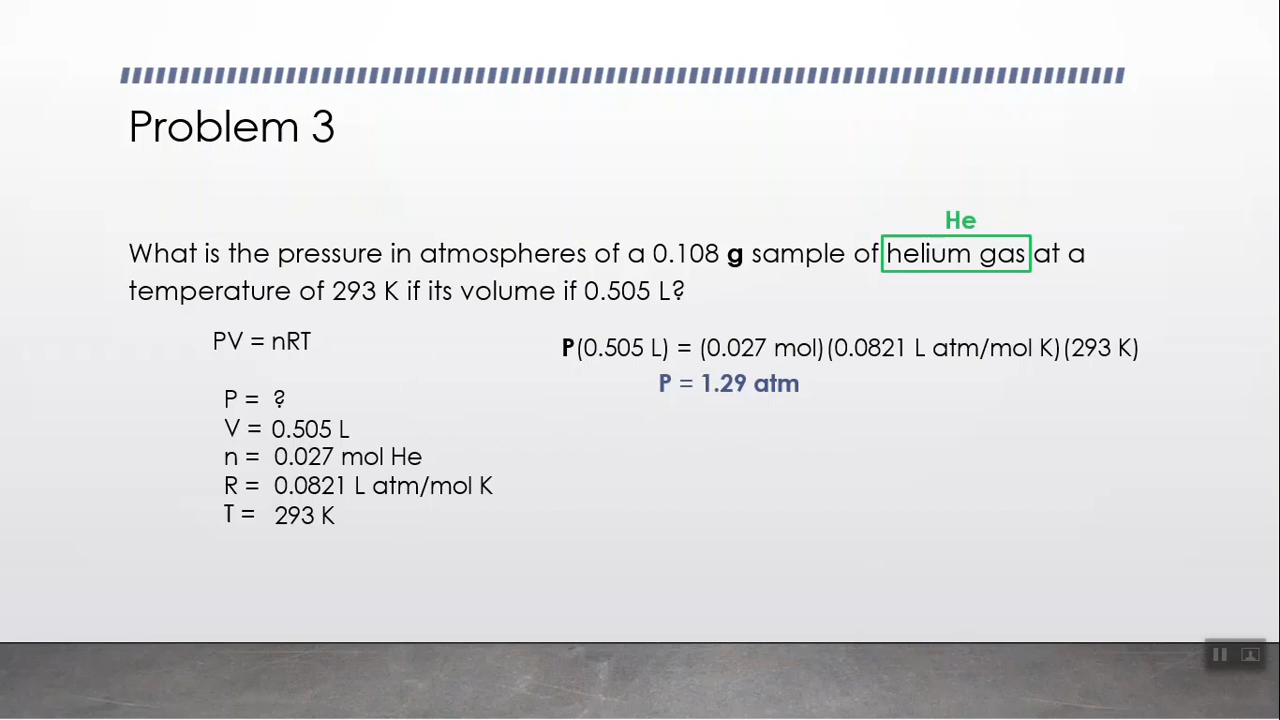 Problem 3
He
What is the pressure in atmospheres of a 0.108 g sample of helium gas at a
temperature of 293 K if its volume if 0.505 L?
PV = nRT
P = ?
V = 0.505 L
n = 0.027 mol He
R = 0.0821 L atm/mol K
T = 293 K
P(0.505 L) = (0.027 mol)(0.0821 L atm/mol K)(293 K)
P = 1.29 atm